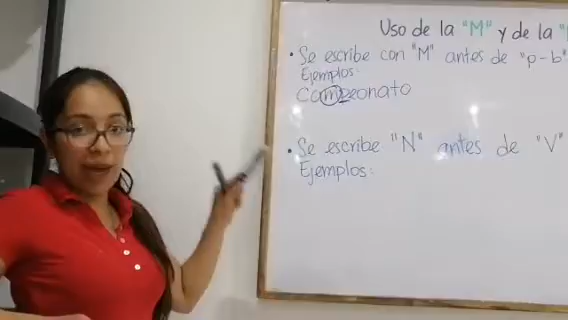 Uso de la "M" y de la
• Se escribe con "M" antes de "p-b"
Ejemplos:
Campeonato
• Se escribe "N" antes de "V"
Ejemplos: